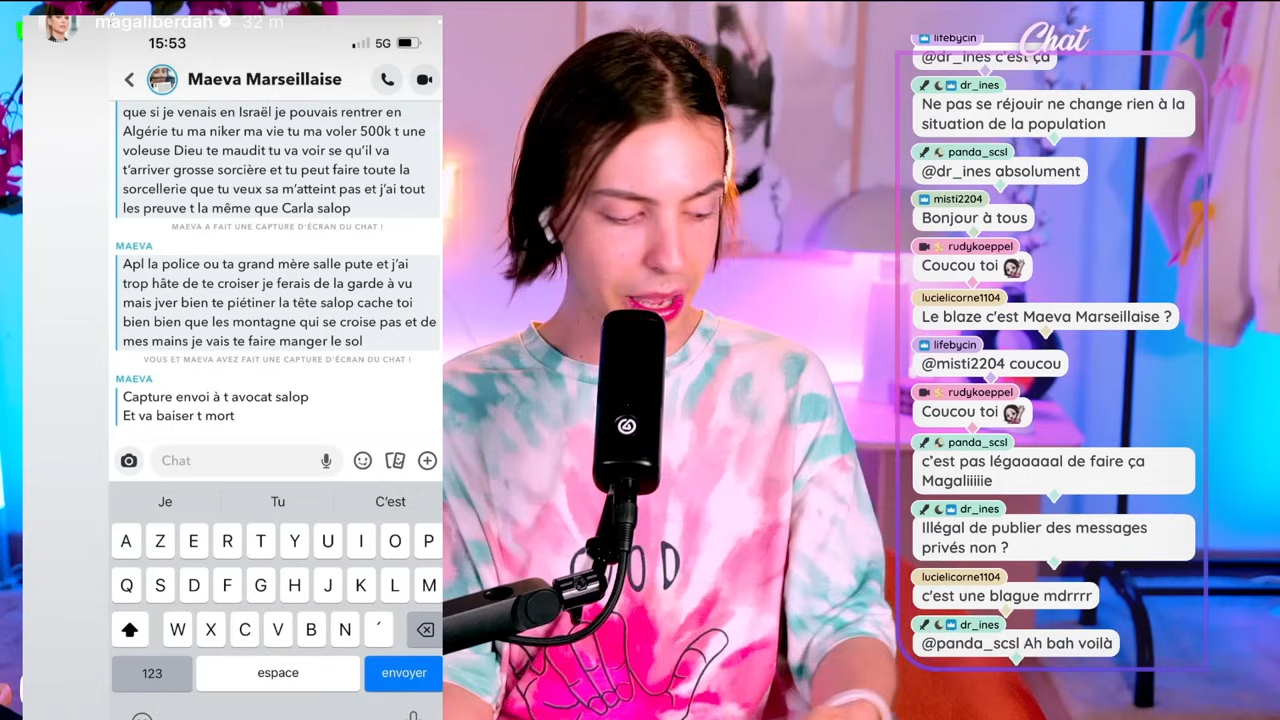 magaliberdah 32 m
15:53
5G
Maeva Marseillaise
que si je venais en Israël je pouvais rentrer en
Algérie tu ma niker ma vie tu ma voler 500k t une
voleuse Dieu te maudit tu va voir se qu'il va
t'arriver grosse sorcière et tu peut faire toute la
sorcellerie que tu veux sa m'atteint pas et j'ai tout
les preuve t la même que Carla salop
MAEVA A FAIT UNE CAPTURE D'ÉCRAN DU CHAT !
MAEVA
Apl la police ou ta grand mère salle pute et j'ai
trop hâte de te croiser je ferais de la garde à vu
mais jver bien te piétiner la tête salop cache toi
bien bien que les montagne qui se croise pas et de
mes mains je vais te faire manger le sol
VOUS ET MAEVA AVEZ FAIT UNE CAPTURE D'ÉCRAN DU CHAT !
MAEVA
Capture envoi à t avocat salop
Et va baiser t mort
Chat
Je Tu C'est
A Z E R T Y U I O P
Q S D F G H J K L M
W X C V B N ´
123 espace envoyer
Chat
lifebycin
@dr_ines c'est ça
dr_ines
Ne pas se réjouir ne change rien à la
situation de la population
panda_scsl
@dr_ines absolument
misti2204
Bonjour à tous
rudykoeppel
Coucou toi
lucielicorne1104
Le blaze c'est Maeva Marseillaise ?
lifebycin
@misti2204 coucou
rudykoeppel
Coucou toi
panda_scsl
c'est pas légaaaaal de faire ça
Magaliiiiie
dr_ines
Illégal de publier des messages
privés non ?
lucielicorne1104
c'est une blague mdrrrr
dr_ines
@panda_scsl Ah bah voilà